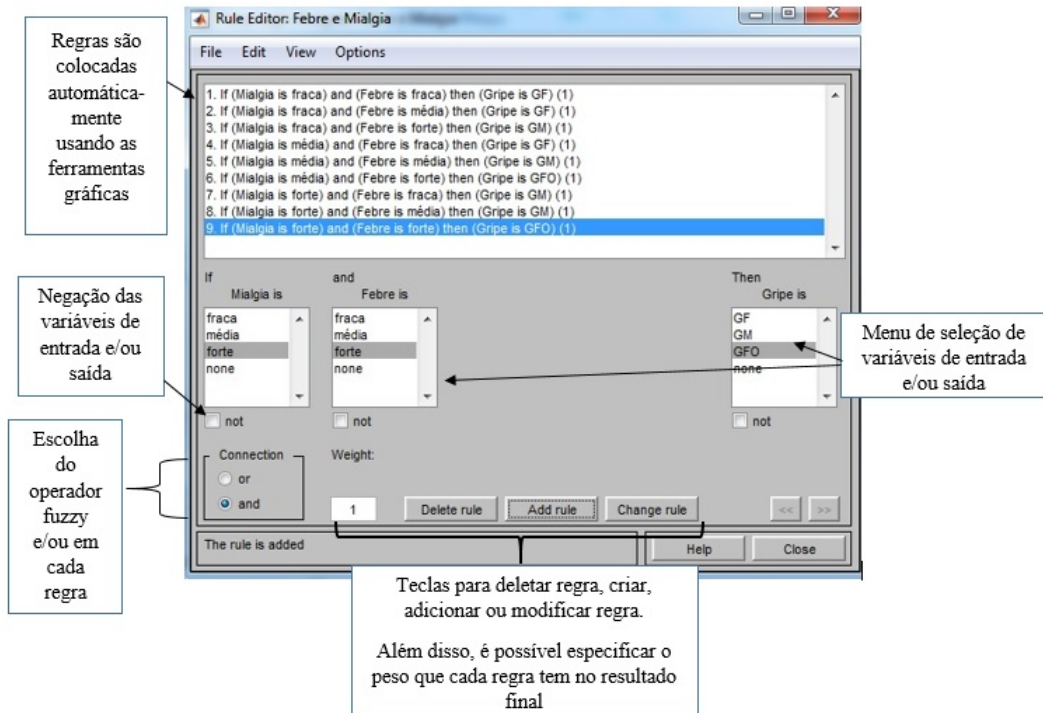 Regras são
colocadas
automática-
mente
usando as
ferramentas
gráficas
Negação das
variáveis de
entrada e/ou
saída
Escolha
do
operador
fuzzy
e/ou em
cada
regra
Rule Editor: Febre e Mialgia
File Edit View Options
1. If (Mialgia is fraca) and (Febre is fraca) then (Gripe is GF) (1)
2. If (Mialgia is fraca) and (Febre is média) then (Gripe is GF) (1)
3. If (Mialgia is fraca) and (Febre is forte) then (Gripe is GM) (1)
4. If (Mialgia is média) and (Febre is fraca) then (Gripe is GF) (1)
5. If (Mialgia is média) and (Febre is média) then (Gripe is GM) (1)
6. If (Mialgia is média) and (Febre is forte) then (Gripe is GFO) (1)
7. If (Mialgia is forte) and (Febre is fraca) then (Gripe is GM) (1)
8. If (Mialgia is forte) and (Febre is média) then (Gripe is GM) (1)
9. If (Mialgia is forte) and (Febre is forte) then (Gripe is GFO) (1)
If
Mialgia is
fraca
média
forte
none
not
and
Febre is
fraca
média
forte
none
not
Then
Gripe is
GF
GM
GFO
none
not
Connection
or
and
Weight:
1
Delete rule
Add rule
Change rule
<<
>>
The rule is added
Help
Close
Menu de seleção de
variáveis de entrada
e/ou saída
Teclas para deletar regra, criar,
adicionar ou modificar regra.
Além disso, é possível especificar o
peso que cada regra tem no resultado
final